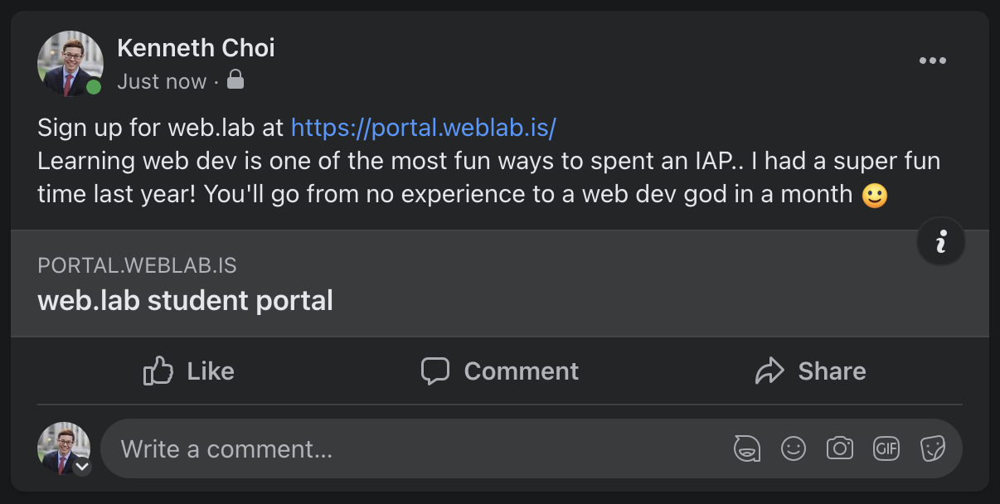 Kenneth Choi
Just now ·
Sign up for web.lab at https://portal.weblab.is/
Learning web dev is one of the most fun ways to spent an IAP.. I had a super fun
time last year! You'll go from no experience to a web dev god in a month 🙂
i
PORTAL.WEBLAB.IS
web.lab student portal
Like
Comment
Share
Write a comment...
GIF